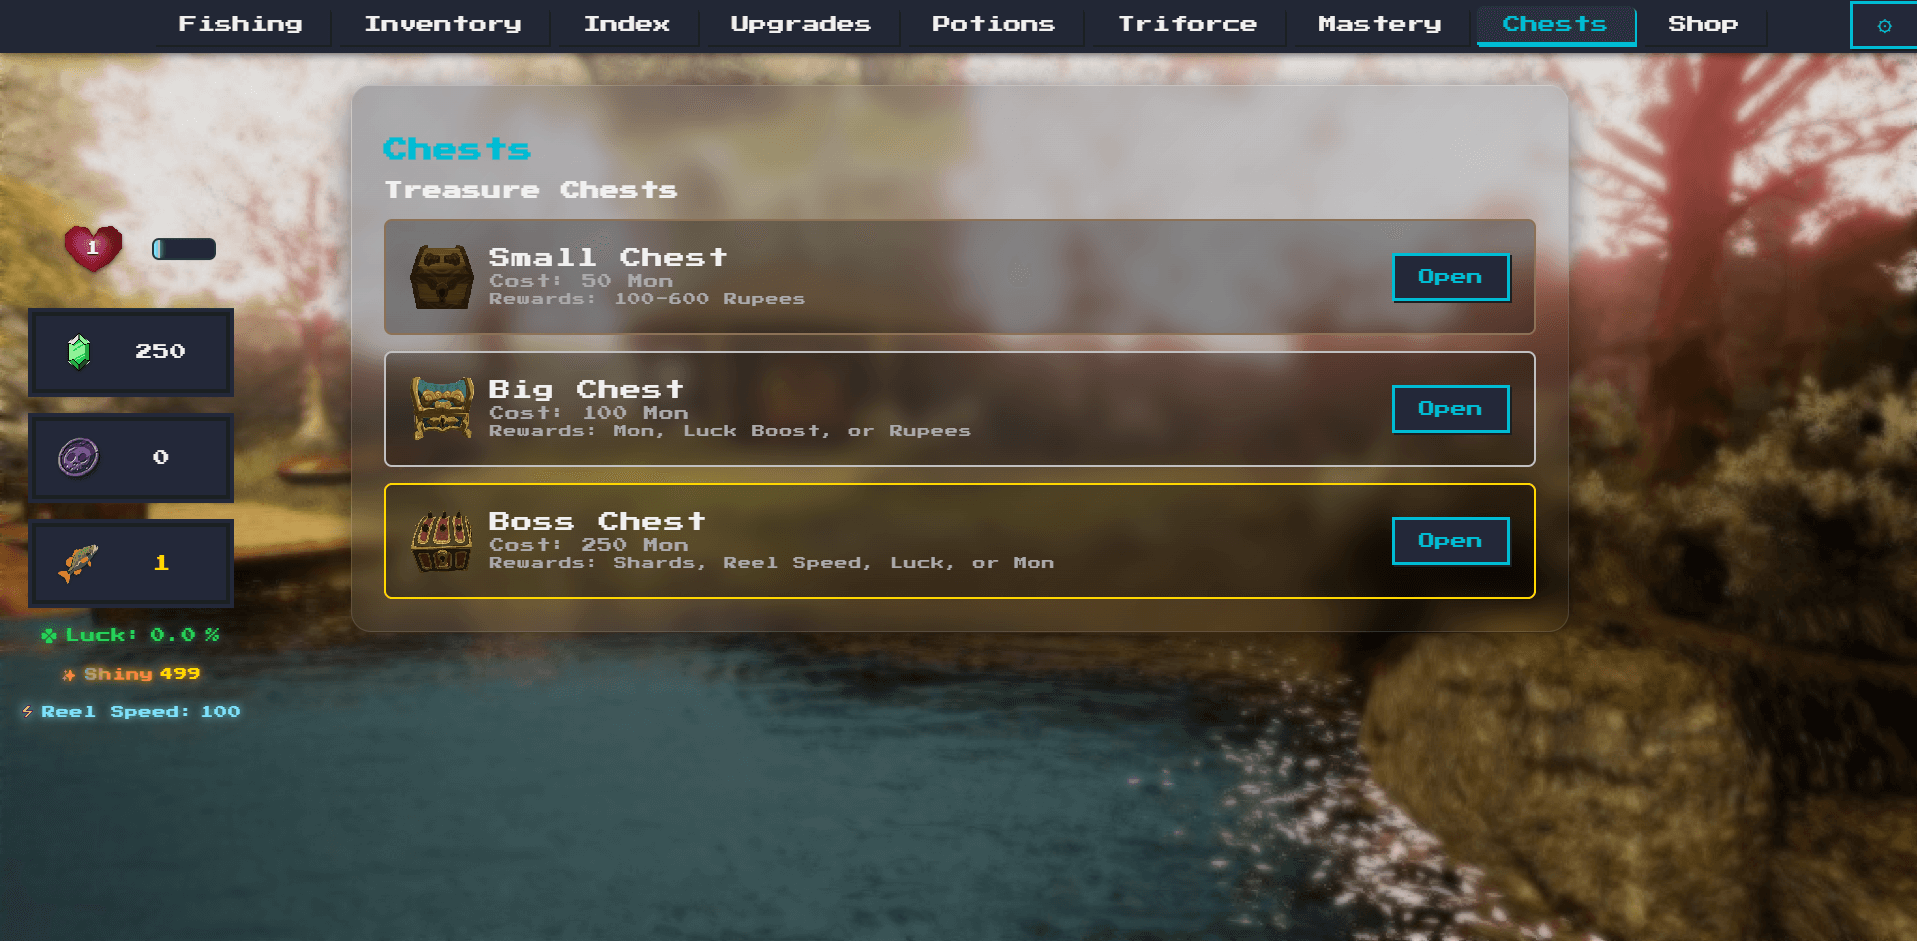 Fishing Inventory Index Upgrades Potions Triforce Mastery Chests Shop
Chests
Treasure Chests
Small Chest
Cost: 50 Mon
Rewards: 100-600 Rupees
Open
Big Chest
Cost: 100 Mon
Rewards: Mon, Luck Boost, or Rupees
Open
Boss Chest
Cost: 250 Mon
Rewards: Shards, Reel Speed, Luck, or Mon
Open
1
250
0
1
Luck: 0.0 %
Shiny 499
Reel Speed: 100